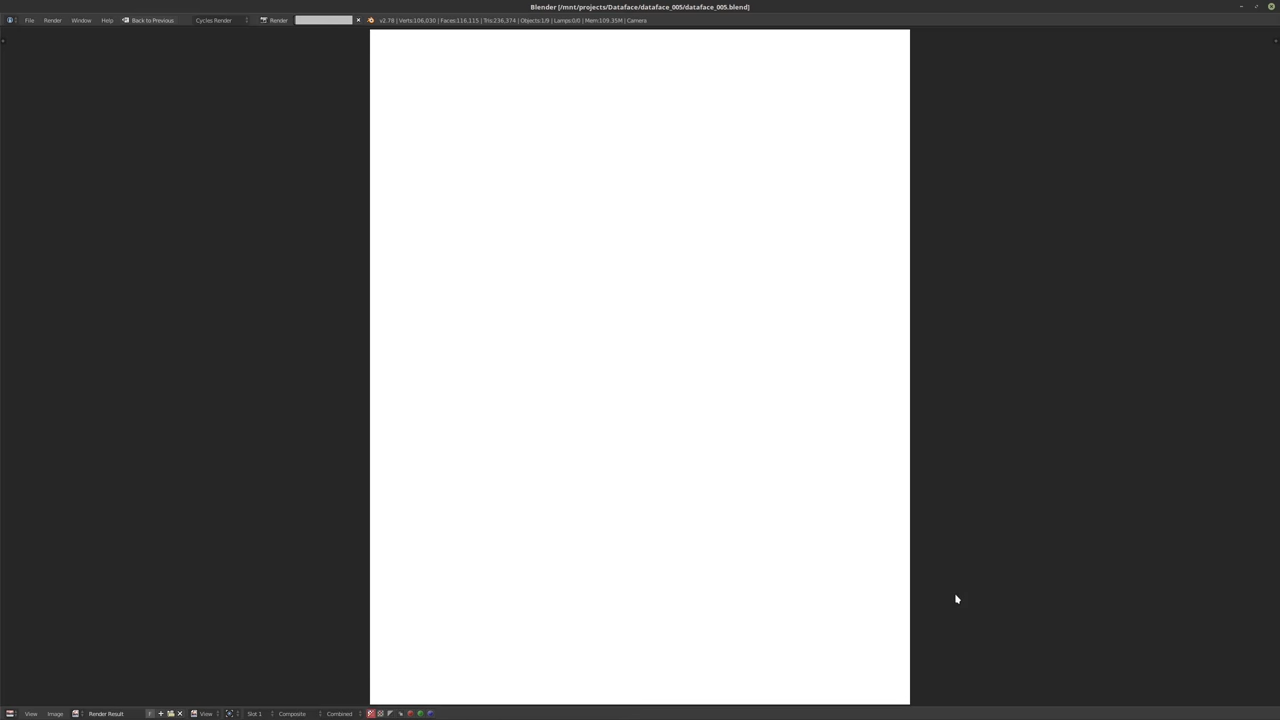 Blender [/mnt/projects/Dataface/dataface_005/dataface_005.blend]
File Render Window Help Back to Previous Cycles Render Render v2.78 | Verts:106,030 | Faces:116,115 | Tris:236,374 | Objects:1/9 | Lamps:0/0 | Mem:109.35M | Camera
View Image Render Result F View Slot 1 Composite Combined